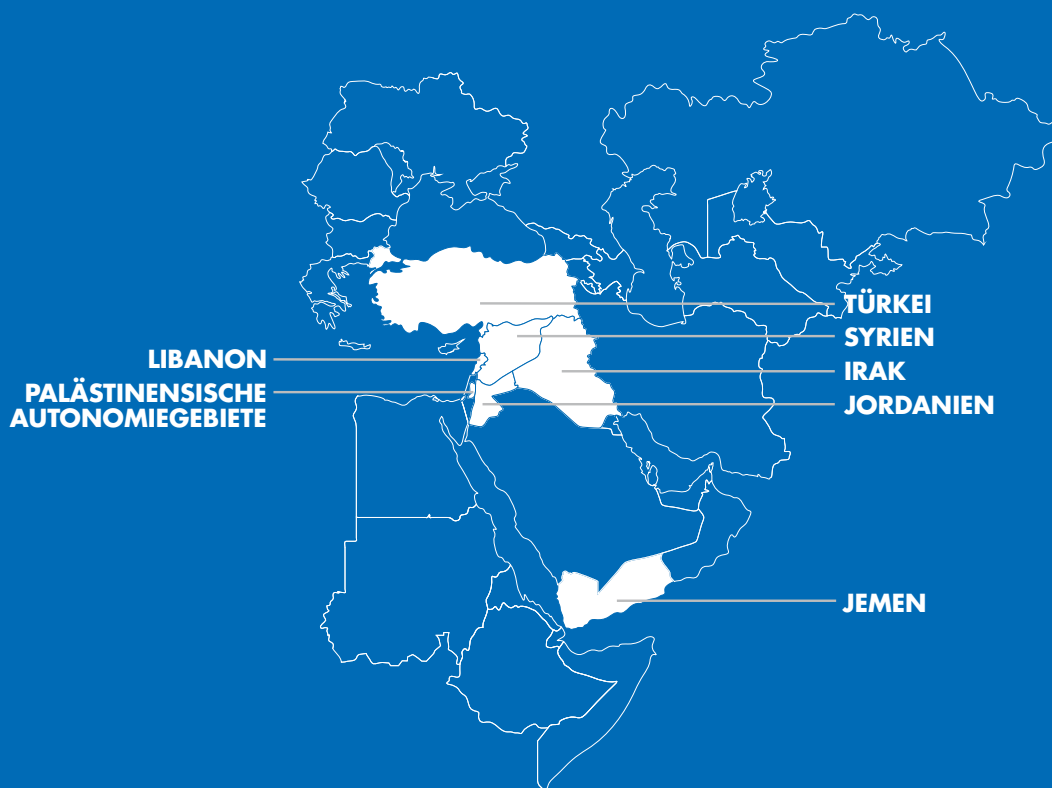 TÜRKEI
SYRIEN
LIBANON
IRAK
PALÄSTINENSISCHE
AUTONOMIEGEBIETE
JORDANIEN
JEMEN